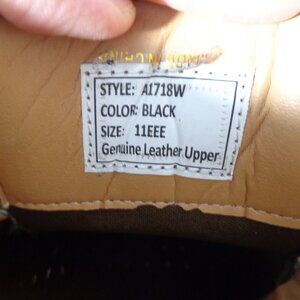 STYLE: A1718W
COLOR: BLACK
SIZE: 11EEE
Genuine Leather Upper